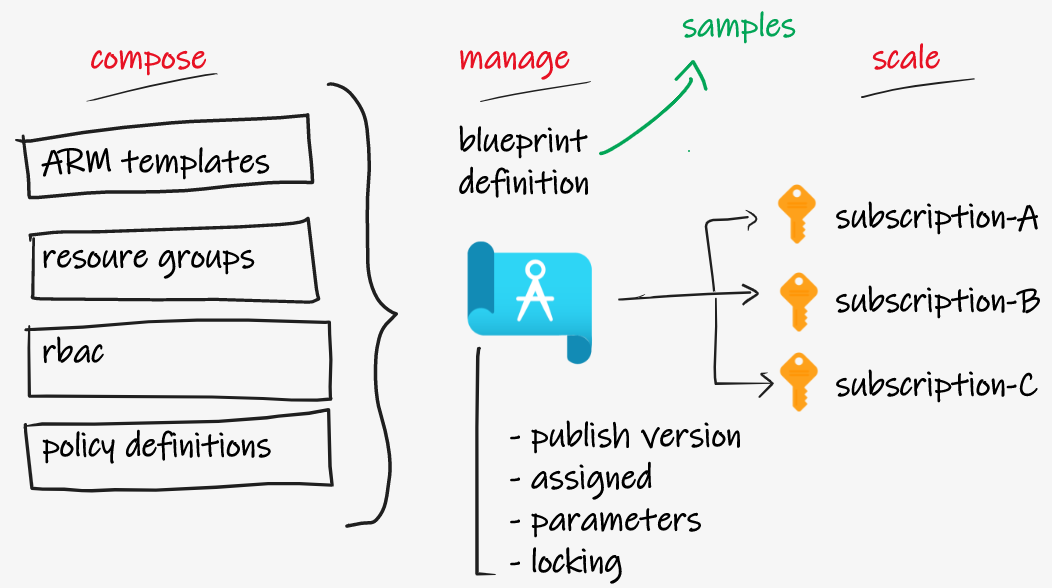 compose
ARM templates
resoure groups
rbac
policy definitions
manage
samples
blueprint
definition
- publish version
- assigned
- parameters
- locking
scale
subscription-A
subscription-B
subscription-C